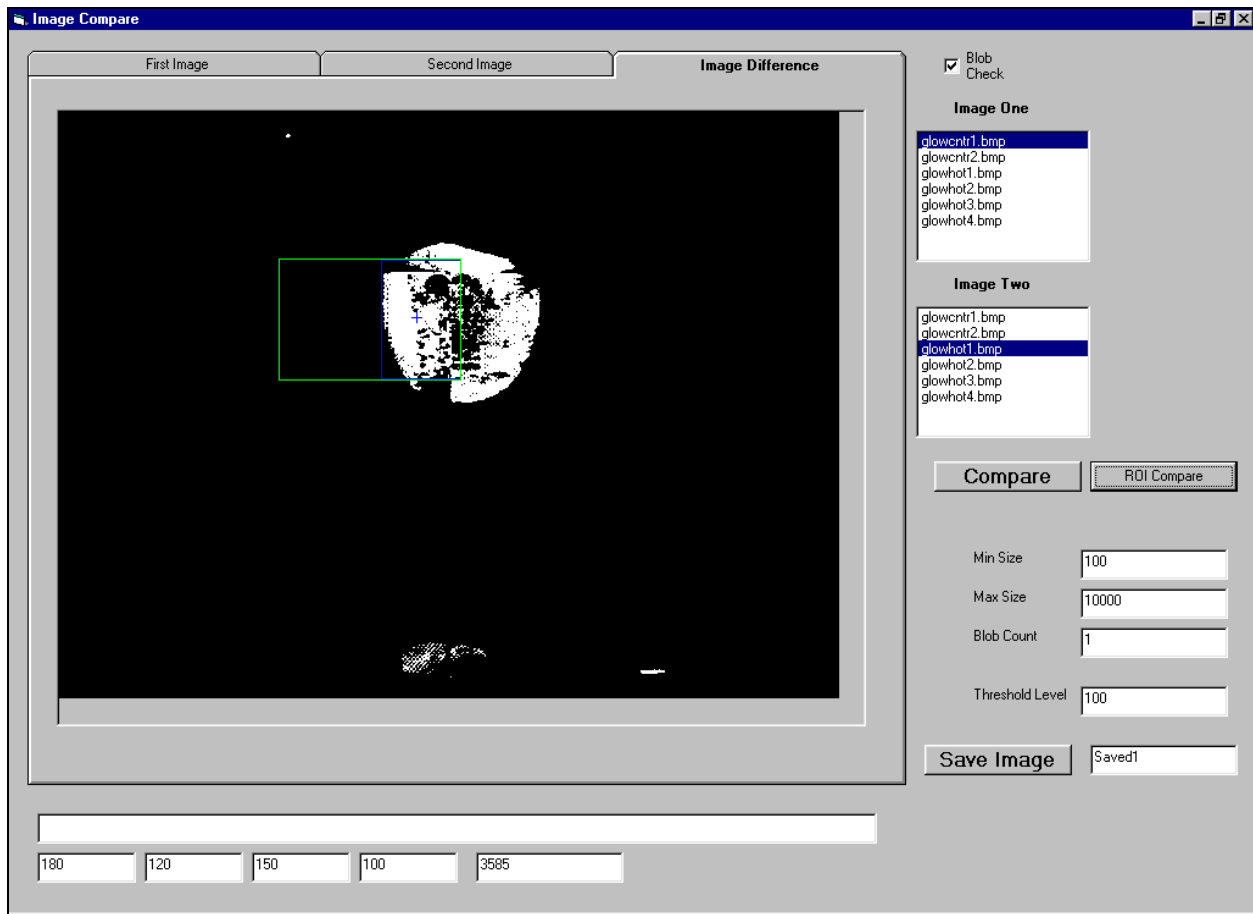 Image Compare
First Image
Second Image
Image Difference
Blob
Check
Image One
glowcntr1.bmp
glowcntr2.bmp
glowhot1.bmp
glowhot2.bmp
glowhot3.bmp
glowhot4.bmp
Image Two
glowcntr1.bmp
glowcntr2.bmp
glowhot1.bmp
glowhot2.bmp
glowhot3.bmp
glowhot4.bmp
Compare
ROI Compare
Min Size 100
Max Size 10000
Blob Count 1
Threshold Level 100
Save Image Saved1
180 120 150 100 3585